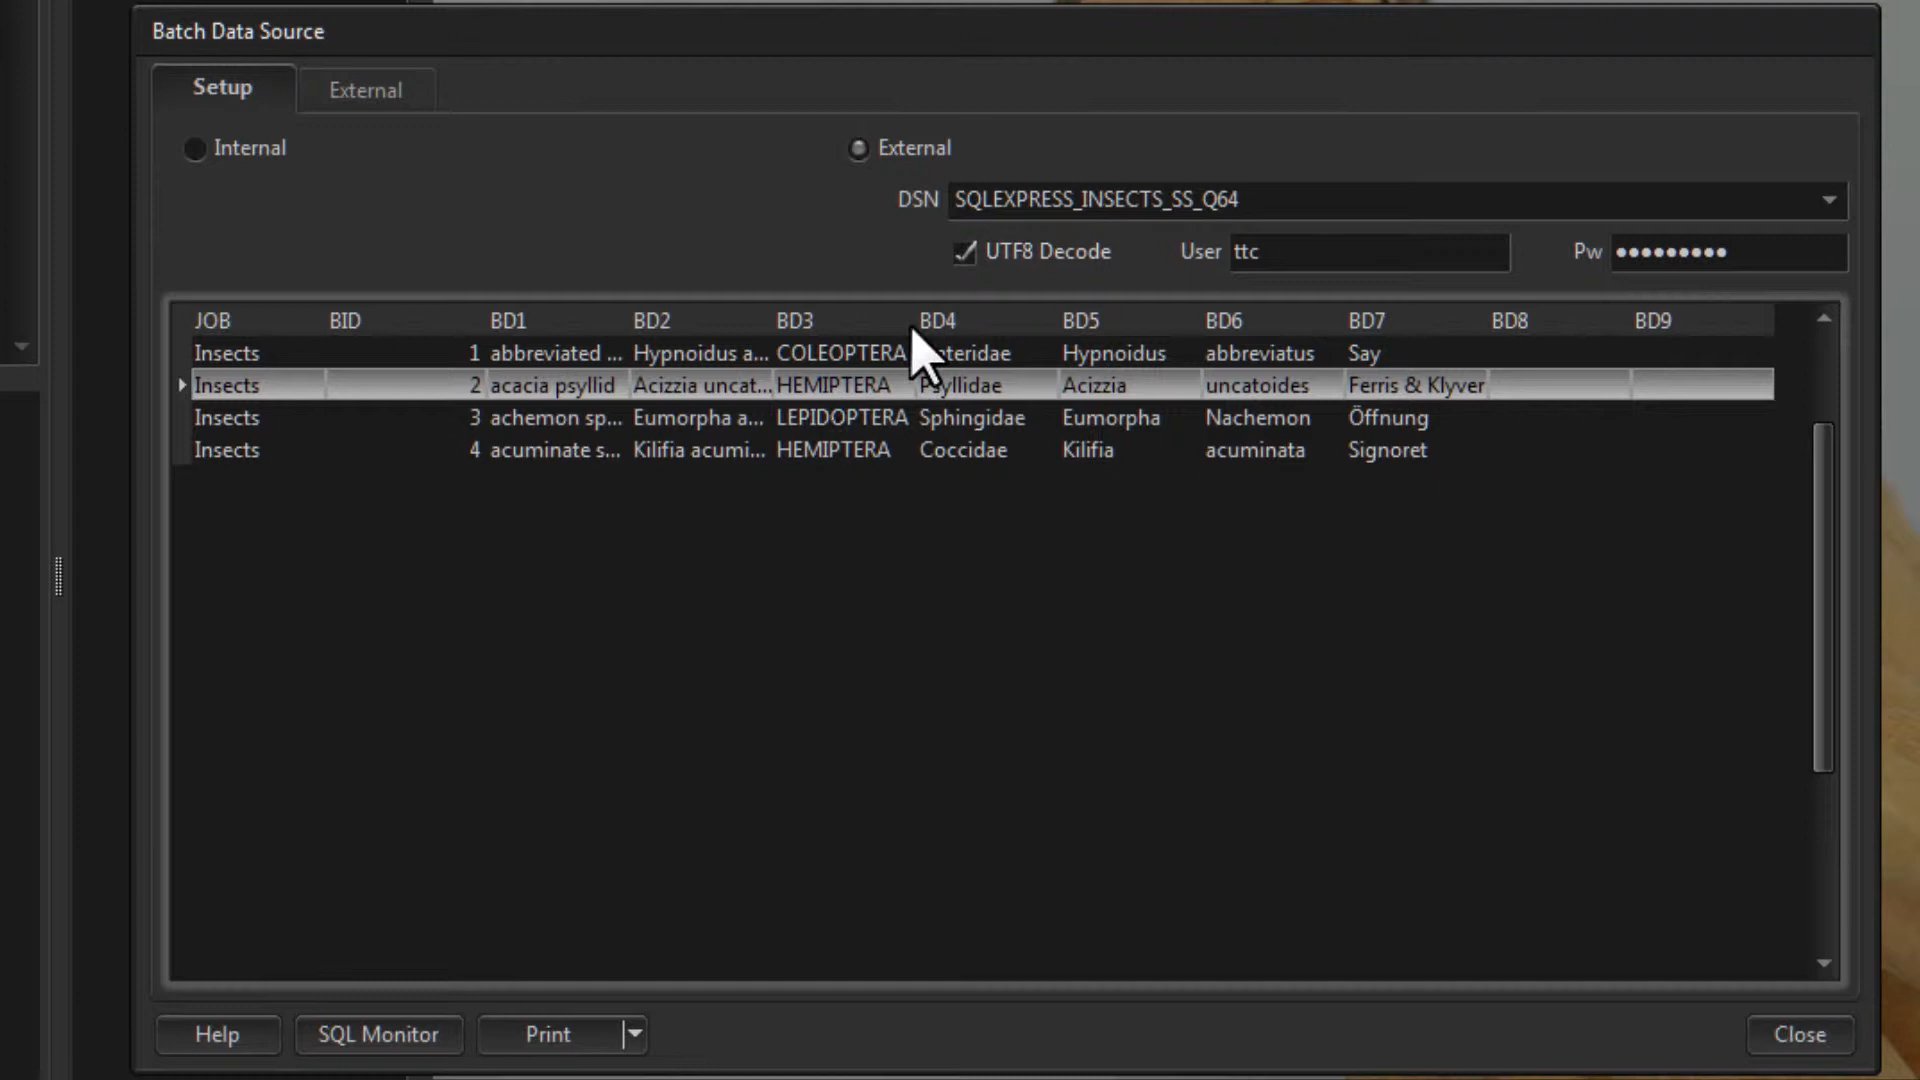 Batch Data Source
Setup External
Internal External
DSN SQLEXPRESS_INSECTS_SS_Q64
UTF8 Decode User ttc Pw ●●●●●●●●●
JOB BID BD1 BD2 BD3 BD4 BD5 BD6 BD7 BD8 BD9
Insects 1 abbreviated ... Hypnoidus a... COLEOPTERA Hypnoidus abbreviatus Say
Insects 2 acacia psyllid Acizzia uncat... HEMIPTERA Psyllidae Acizzia uncatoides Ferris & Klyver
Insects 3 achemon sp... Eumorpha a... LEPIDOPTERA Sphingidae Eumorpha Nachemon Öffnung
Insects 4 acuminate s... Kilifia acumi... HEMIPTERA Coccidae Kilifia acuminata Signoret
Help SQL Monitor Print Close